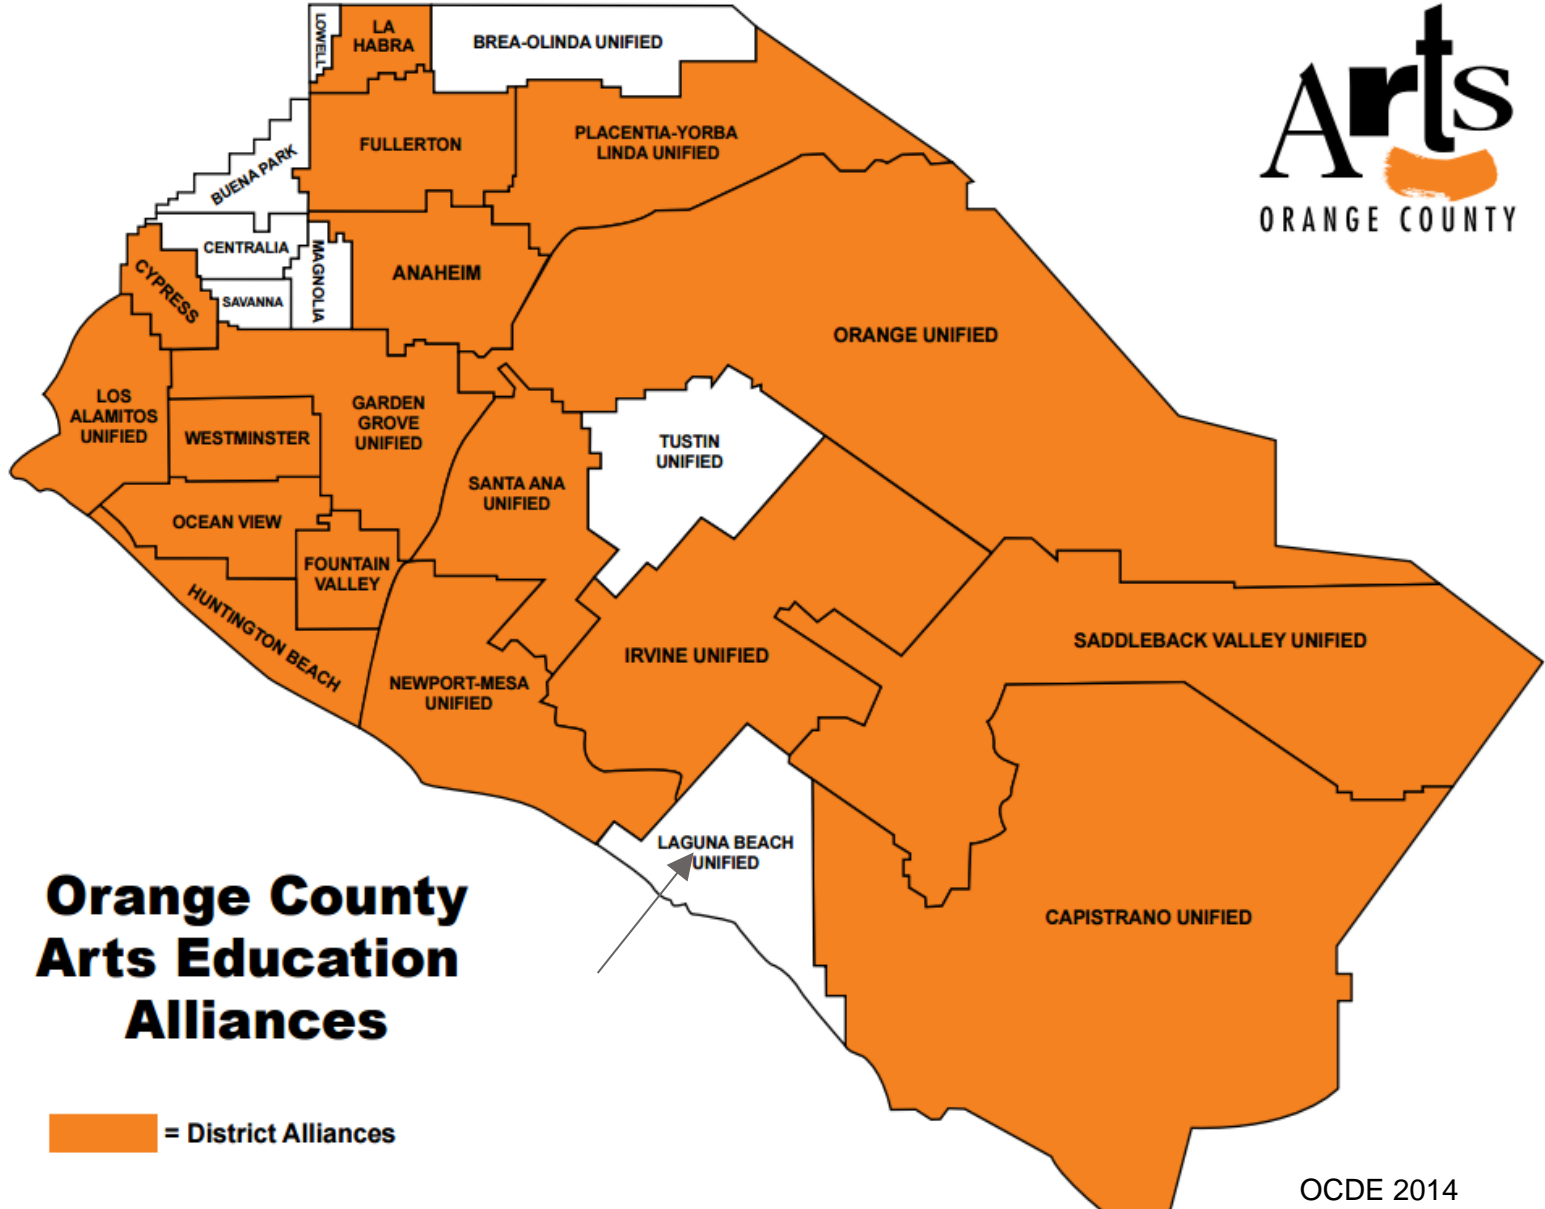 LOWELL
LA
HABRA
BREA-OLINDA UNIFIED
Arts
ORANGE COUNTY
FULLERTON
PLACENTIA-YORBA
LINDA UNIFIED
BUENA PARK
CENTRALIA
MAGNOLIA
CYPRESS
SAVANNA
ANAHEIM
ORANGE UNIFIED
LOS
ALAMITOS
UNIFIED
WESTMINSTER
GARDEN
GROVE
UNIFIED
TUSTIN
UNIFIED
SANTA ANA
UNIFIED
OCEAN VIEW
FOUNTAIN
VALLEY
HUNTINGTON BEACH
NEWPORT-MESA
UNIFIED
IRVINE UNIFIED
SADDLEBACK VALLEY UNIFIED
LAGUNA BEACH
UNIFIED
CAPISTRANO UNIFIED
Orange County
Arts Education
Alliances
= District Alliances
OCDE 2014